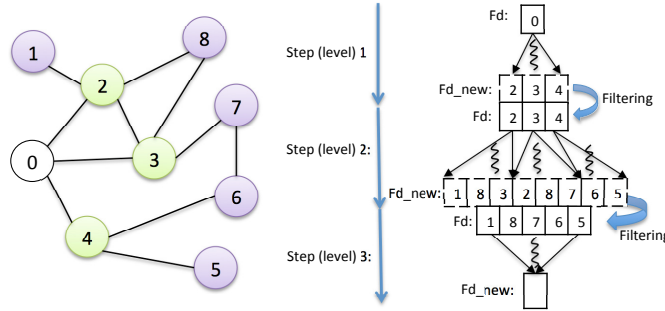 1
8
2
7
3
0
6
4
5
Step (level) 1
Step (level) 2:
Step (level) 3:
Fd: 0
Fd_new: 2 3 4
Filtering
Fd: 2 3 4
Fd_new: 1 8 3 2 8 7 6 5
Fd: 1 8 7 6 5
Filtering
Fd_new: